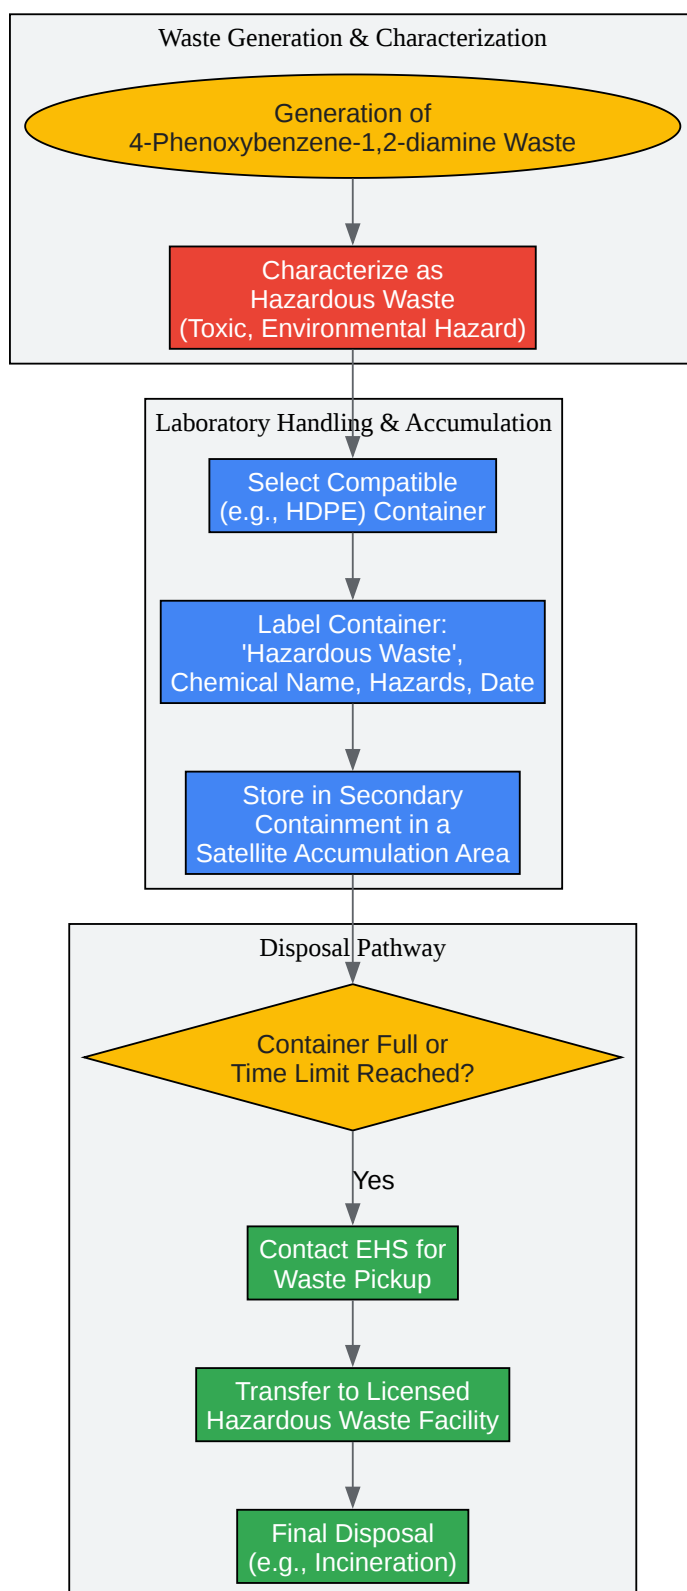 Waste Generation & Characterization
Generation of
4-Phenoxybenzene-1,2-diamine Waste
Characterize as
Hazardous Waste
(Toxic, Environmental Hazard)
Laboratory Handling & Accumulation
Select Compatible
(e.g., HDPE) Container
Label Container:
'Hazardous Waste',
Chemical Name, Hazards, Date
Store in Secondary
Containment in a
Satellite Accumulation Area
Disposal Pathway
Container Full or
Time Limit Reached?
Yes
Contact EHS for
Waste Pickup
Transfer to Licensed
Hazardous Waste Facility
Final Disposal
(e.g., Incineration)